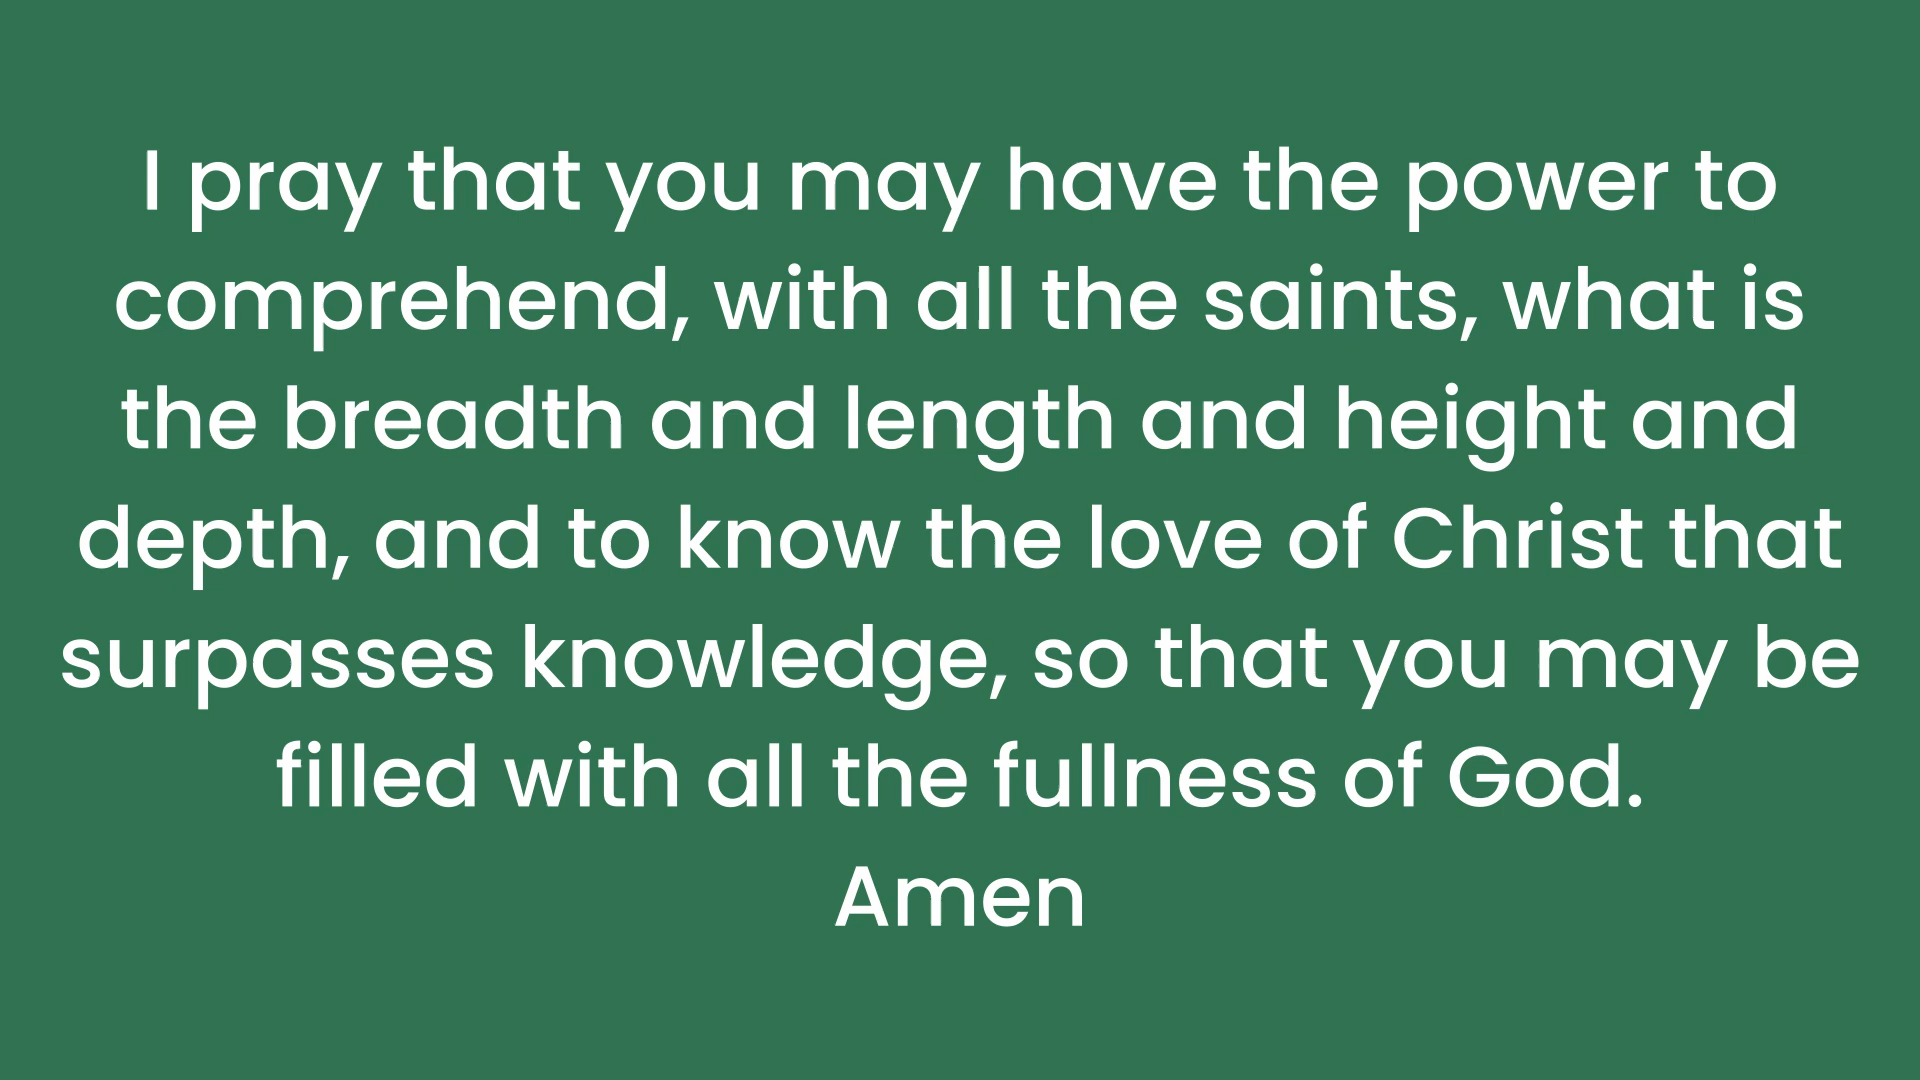 I pray that you may have the power to
comprehend, with all the saints, what is
the breadth and length and height and
depth, and to know the love of Christ that
surpasses knowledge, so that you may be
filled with all the fullness of God.
Amen